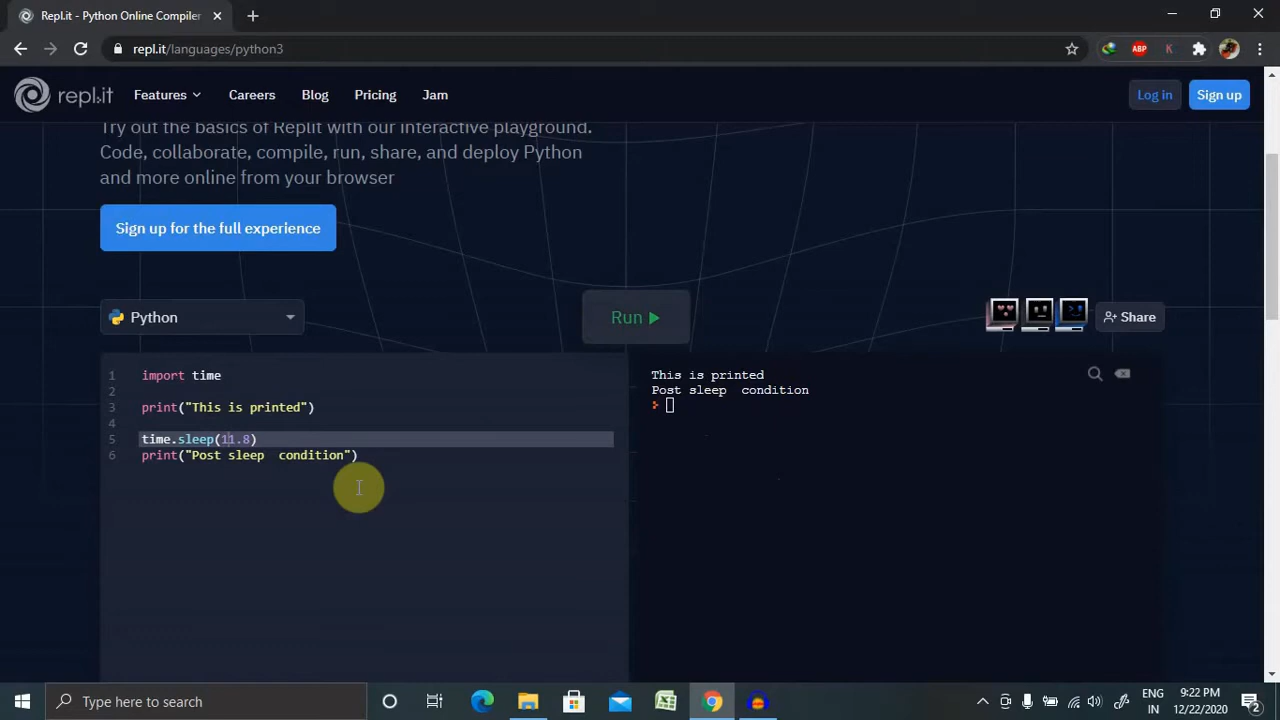 Repl.it - Python Online Compiler
repl.it/languages/python3
ABP
K
repl.it
Features
Careers
Blog
Pricing
Jam
Log in
Sign up
Try out the basics of Replit with our interactive playground.
Code, collaborate, compile, run, share, and deploy Python
and more online from your browser
Sign up for the full experience
Python
Run
Share
1 import time
2
3 print("This is printed")
4
5 time.sleep(11.8)
6 print("Post sleep  condition")
This is printed
Post sleep  condition
Type here to search
ENG
IN
9:22 PM
12/22/2020
2